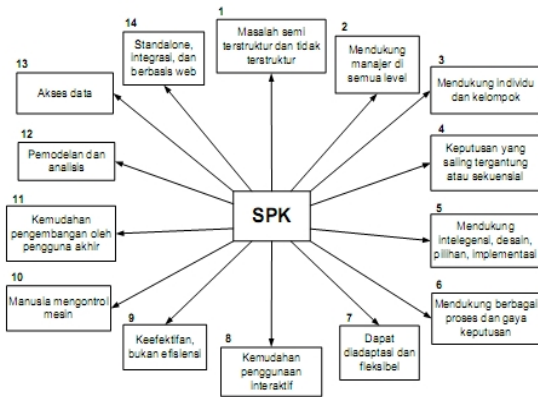 1
Masalah semi
terstruktur dan tidak
terstruktur
2
Mendukung
manajer di
semua level
3
Mendukung individu
dan kelompok
4
Keputusan yang
saling tergantung
atau sekuensial
5
Mendukung
intelegensi, desain,
pilihan, implementasi
6
Mendukung berbagai
proses dan gaya
keputusan
7
Dapat
diadaptasi dan
fleksibel
8
Kemudahan
penggunaan
interaktif
9
Keefektifan,
bukan efisiensi
10
Manusia mengontrol
mesin
11
Kemudahan
pengembangan oleh
pengguna akhir
12
Pemodelan dan
analisis
13
Akses data
14
Standalone,
integrasi, dan
berbasis web
SPK